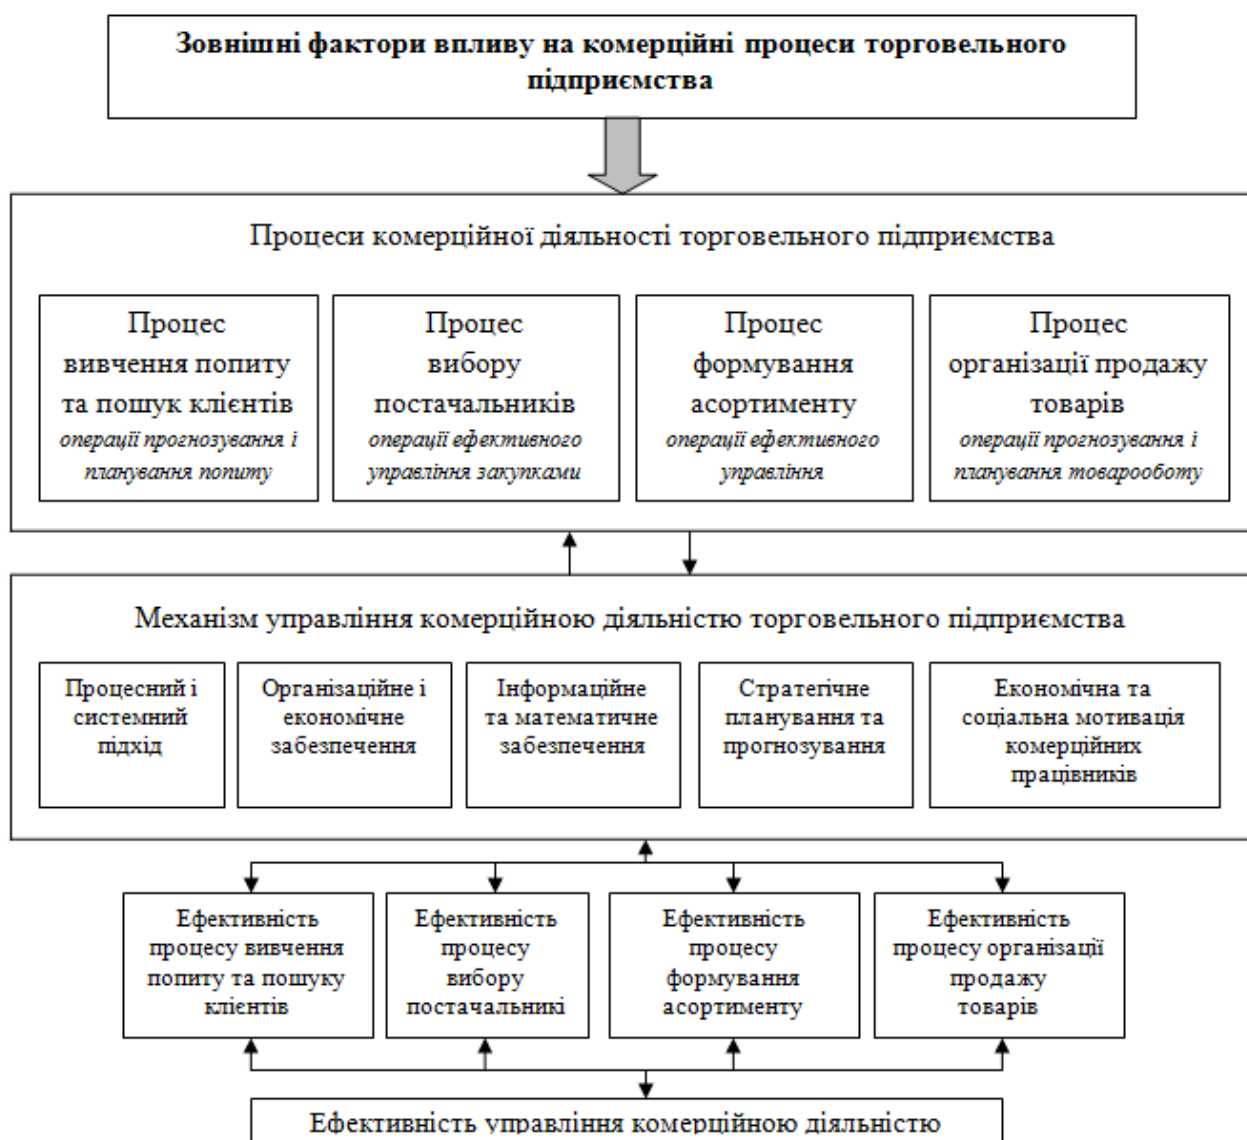 Зовнішні фактори впливу на комерційні процеси торговельного
підприємства
Процеси комерційної діяльності торговельного підприємства
Процес
вивчення попиту
та пошук клієнтів
операції прогнозування і
планування попиту
Процес
вибору
постачальників
операції ефективного
управління закупками
Процес
формування
асортименту
операції ефективного
управління
Процес
організації продажу
товарів
операції прогнозування і
планування товарооботу
Механізм управління комерційною діяльністю торговельного підприємства
Процесний і
системний
підхід
Організаційне і
економічне
забезпечення
Інформаційне
та математичне
забезпечення
Стратегічне
планування та
прогнозування
Економічна та
соціальна мотивація
комерційних
працівників
Ефективність
процесу вивчення
попиту та пошуку
клієнтів
Ефективність
процесу
вибору
постачальникі
Ефективність
процесу
формування
асортименту
Ефективність
процесу організації
продажу
товарів
Ефективність управління комерційною діяльністю